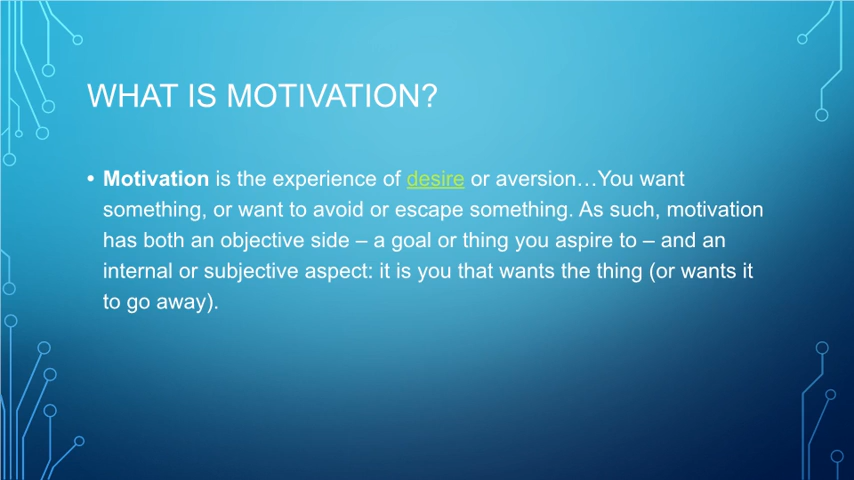 WHAT IS MOTIVATION?
• Motivation is the experience of desire or aversion…You want
something, or want to avoid or escape something. As such, motivation
has both an objective side – a goal or thing you aspire to – and an
internal or subjective aspect: it is you that wants the thing (or wants it
to go away).